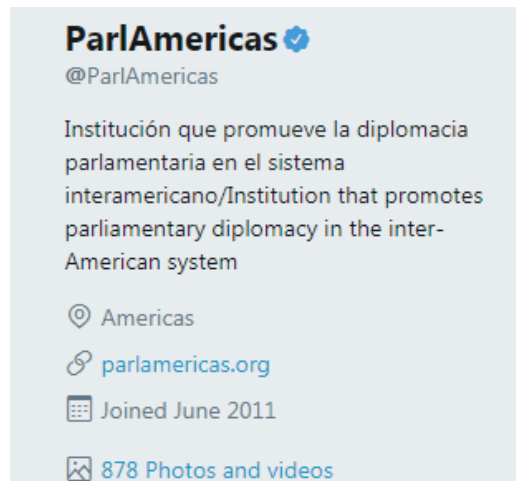 ParlAmericas
@ParlAmericas
Institución que promueve la diplomacia
parlamentaria en el sistema
interamericano/Institution that promotes
parliamentary diplomacy in the inter-
American system
Americas
parlamericas.org
Joined June 2011
878 Photos and videos